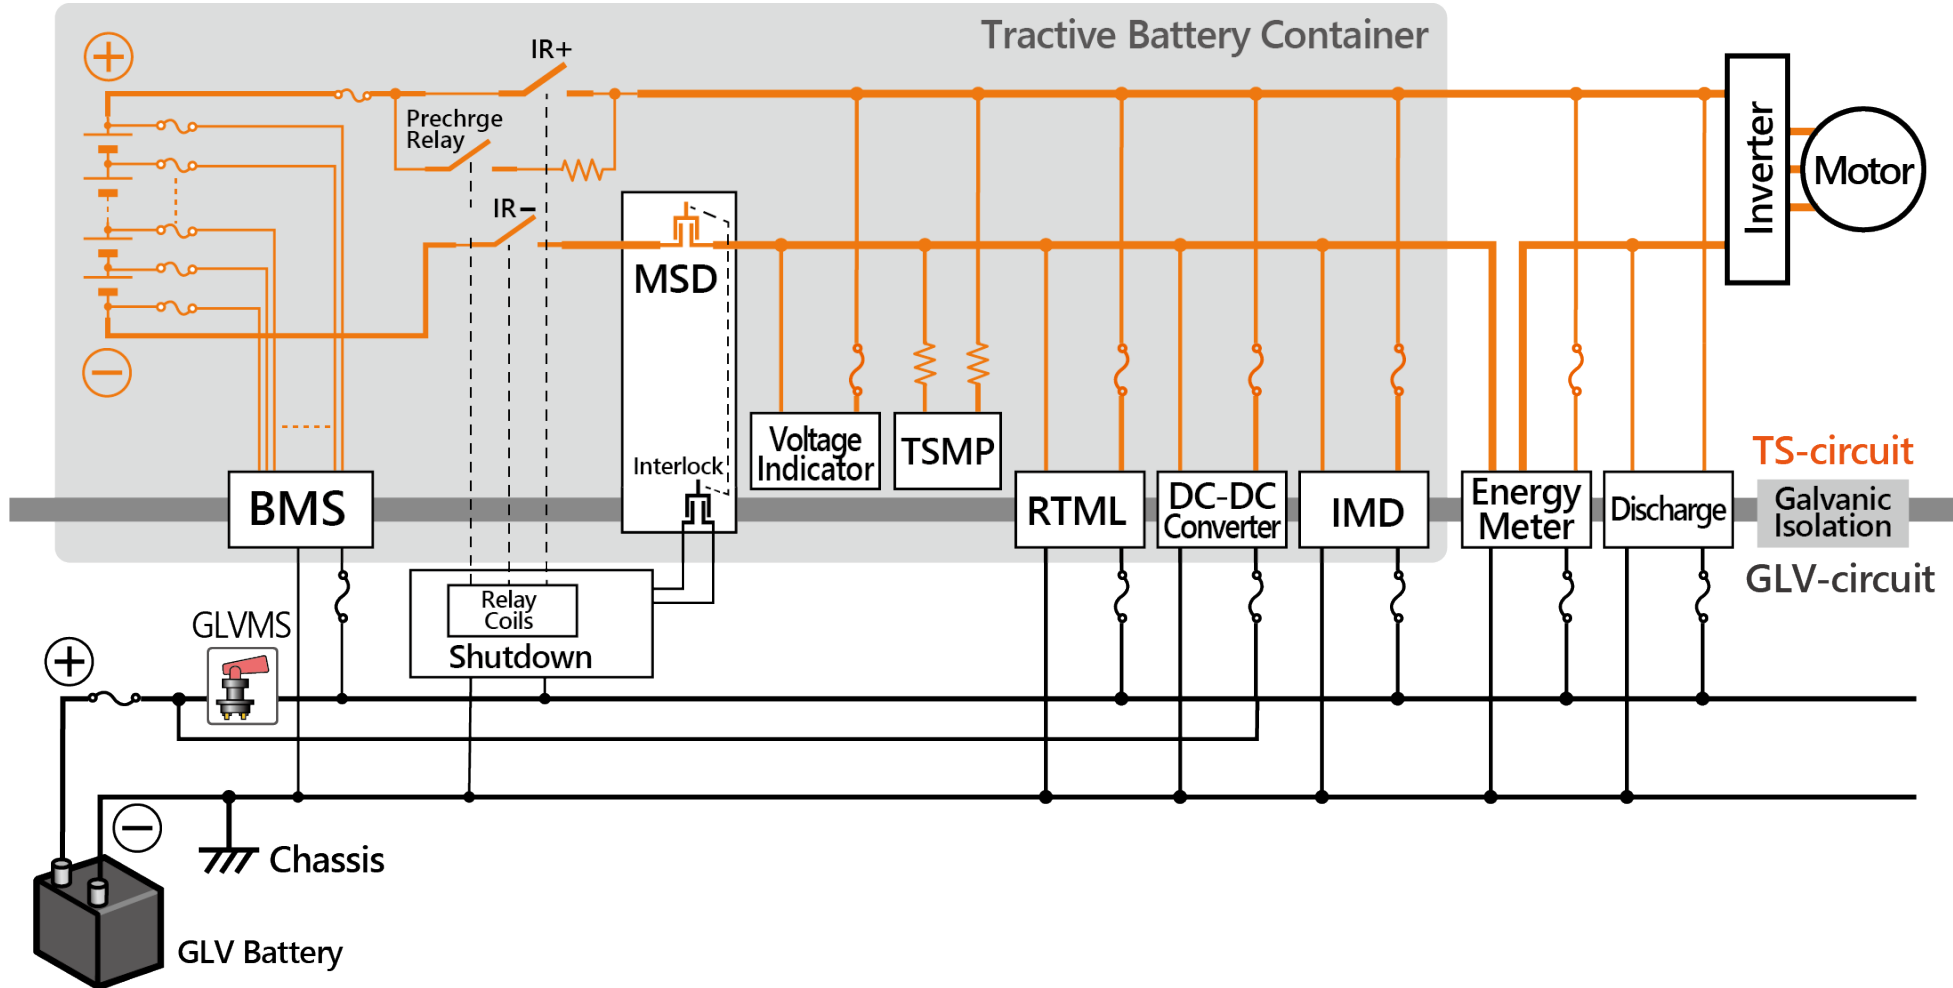 Tractive Battery Container
IR+
Prechrge
Relay
IR−
MSD
Interlock
Inverter
Motor
Voltage
Indicator
TSMP
BMS
RTML
DC-DC
Converter
IMD
Energy
Meter
Discharge
TS-circuit
Galvanic
Isolation
GLV-circuit
Relay
Coils
Shutdown
GLVMS
Chassis
GLV Battery